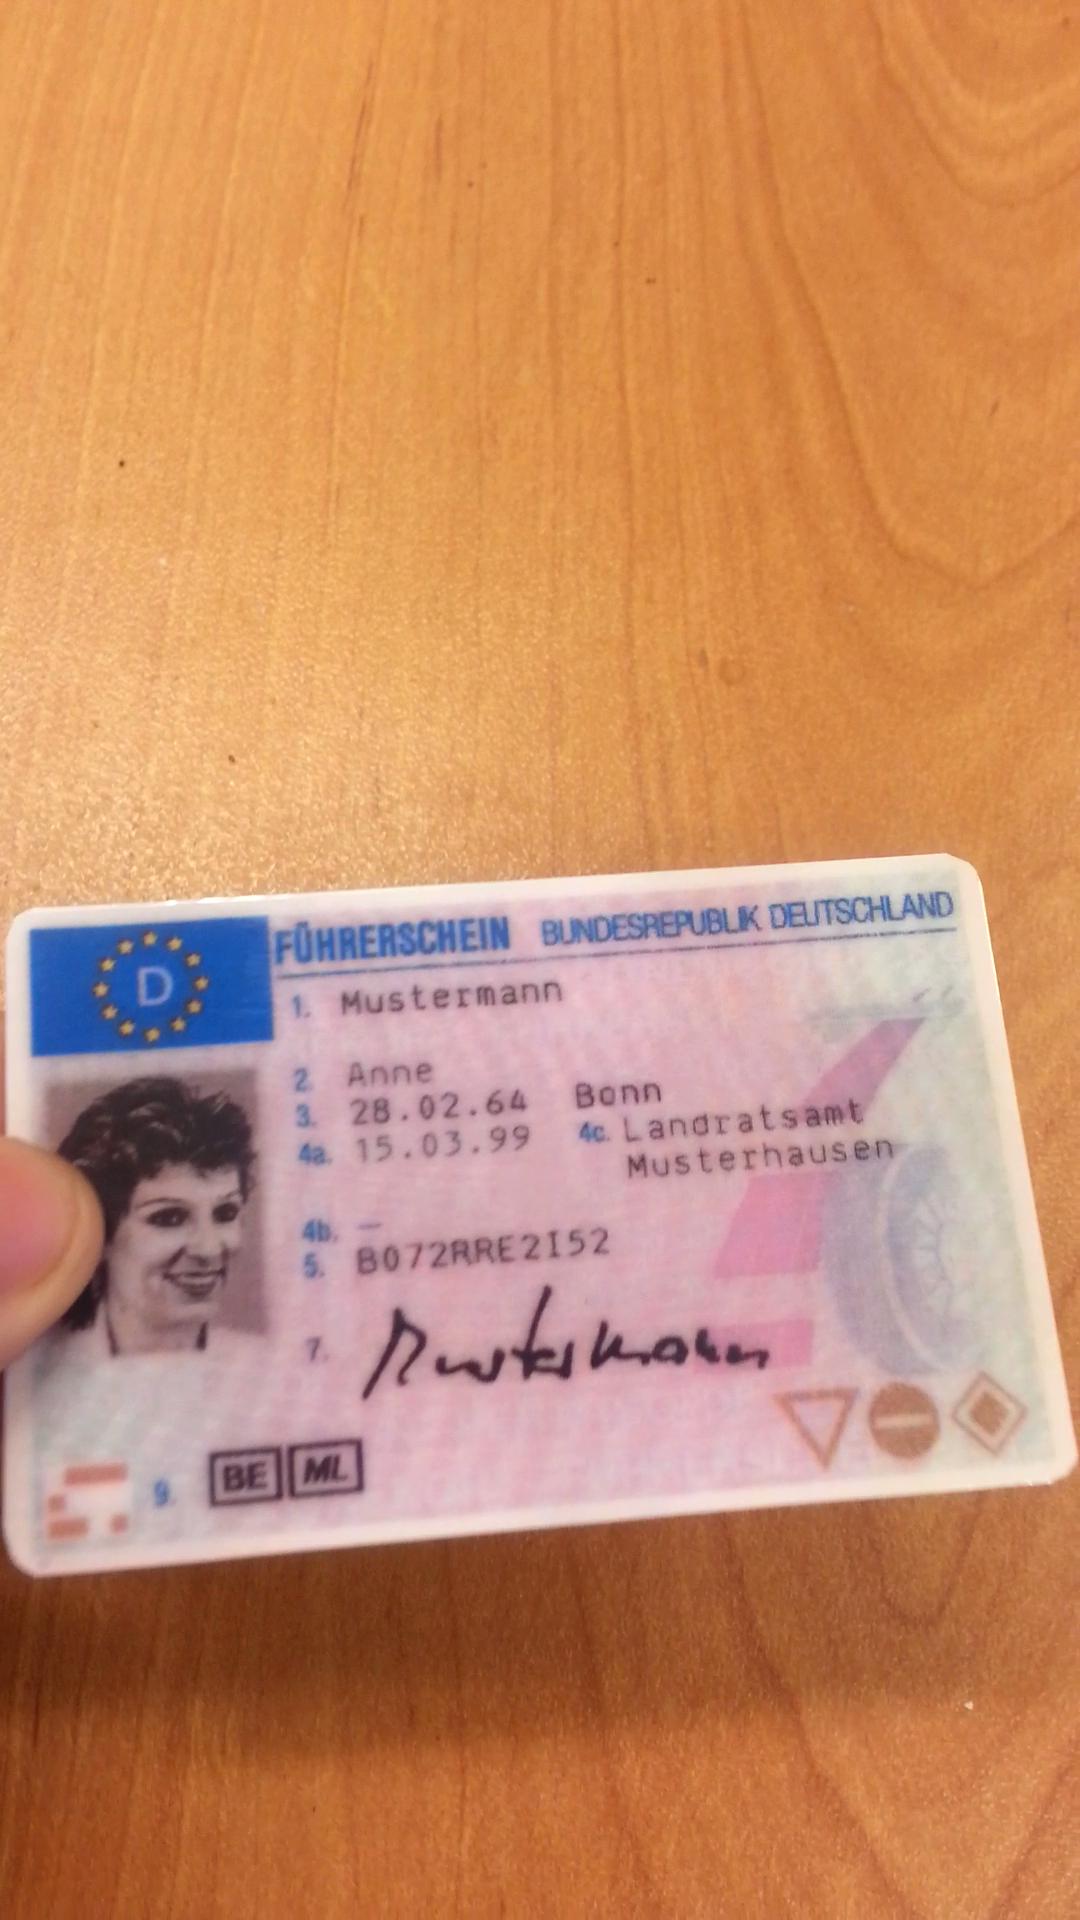 D
FÜHRERSCHEIN BUNDESREPUBLIK DEUTSCHLAND
1. Mustermann
2. Anne
3. 28.02.64 Bonn
4a. 15.03.99 4c. Landratsamt
Musterhausen
4b. –
5. B072RRE2I52
7. Mustermann
9. BE ML